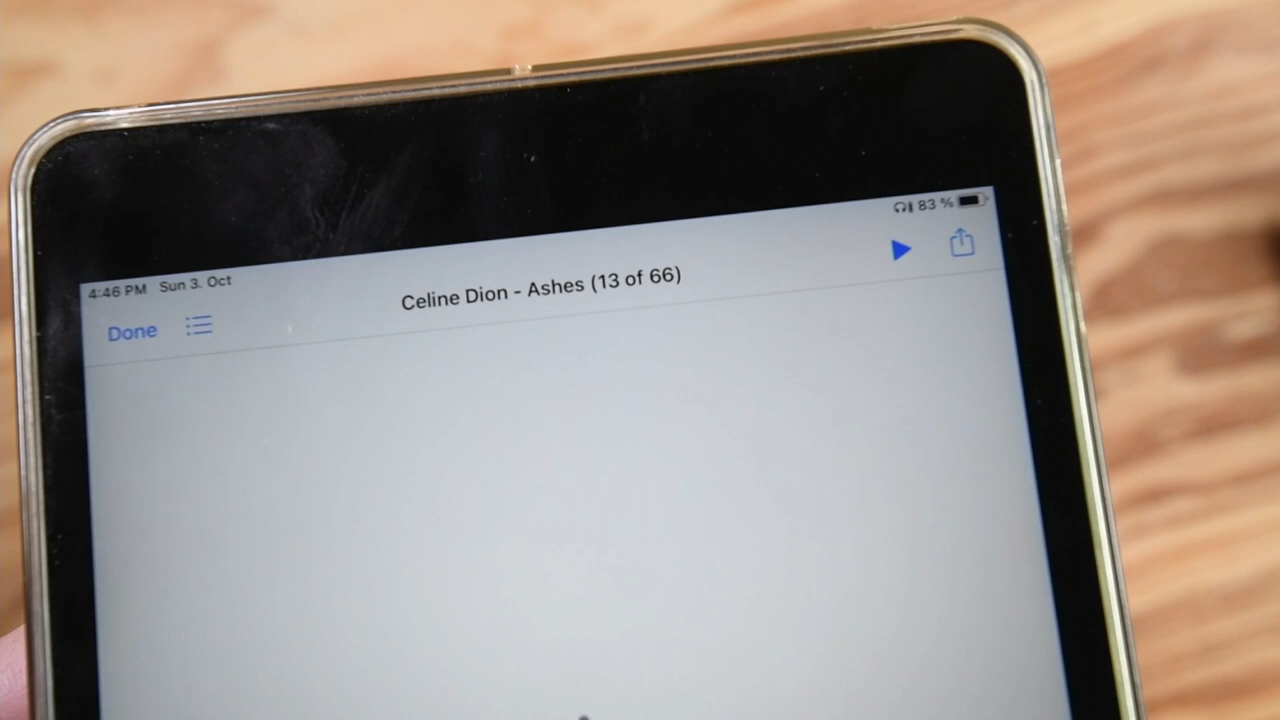 4:46 PM Sun 3. Oct
83 %
Done
Celine Dion - Ashes (13 of 66)